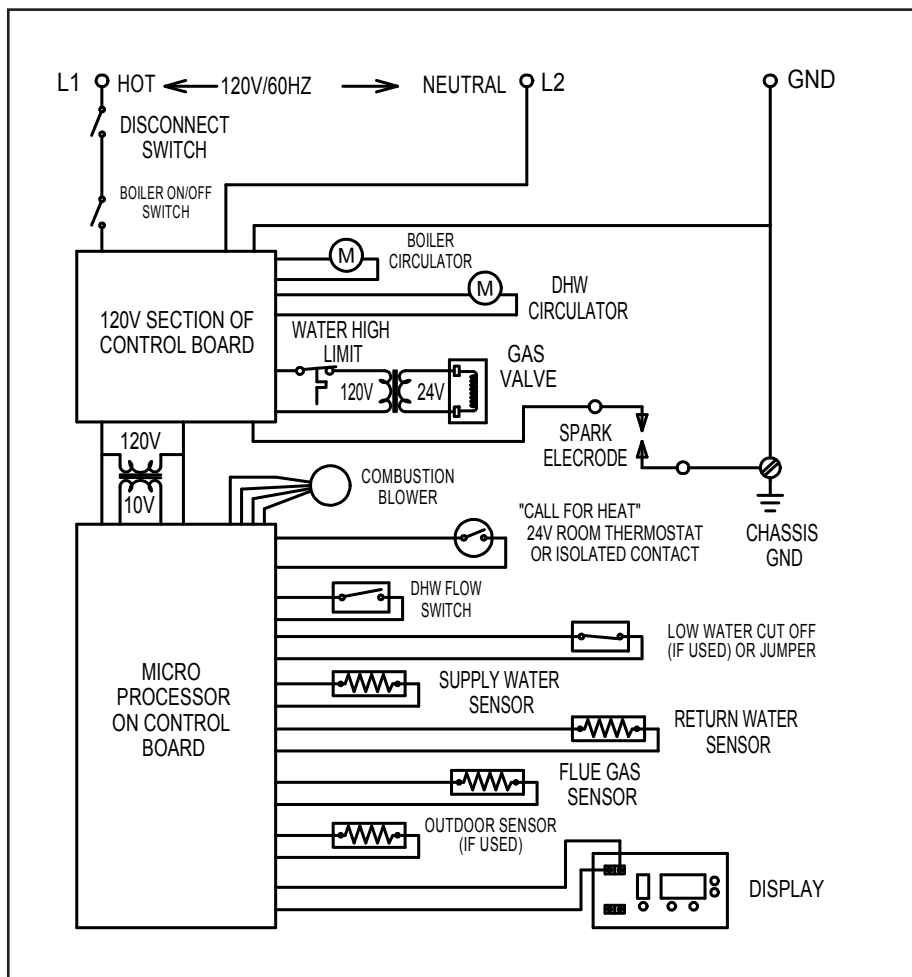 L1 HOT 120V/60HZ NEUTRAL L2 GND
DISCONNECT
SWITCH
BOILER ON/OFF
SWITCH
M
BOILER
CIRCULATOR
M
DHW
CIRCULATOR
120V SECTION OF
CONTROL BOARD
WATER HIGH
LIMIT
120V
24V
GAS
VALVE
SPARK
ELECRODE
120V
10V
COMBUSTION
BLOWER
"CALL FOR HEAT"
24V ROOM THERMOSTAT
OR ISOLATED CONTACT
CHASSIS
GND
DHW FLOW
SWITCH
LOW WATER CUT OFF
(IF USED) OR JUMPER
MICRO
PROCESSOR
ON CONTROL
BOARD
SUPPLY WATER
SENSOR
RETURN WATER
SENSOR
FLUE GAS
SENSOR
OUTDOOR SENSOR
(IF USED)
DISPLAY